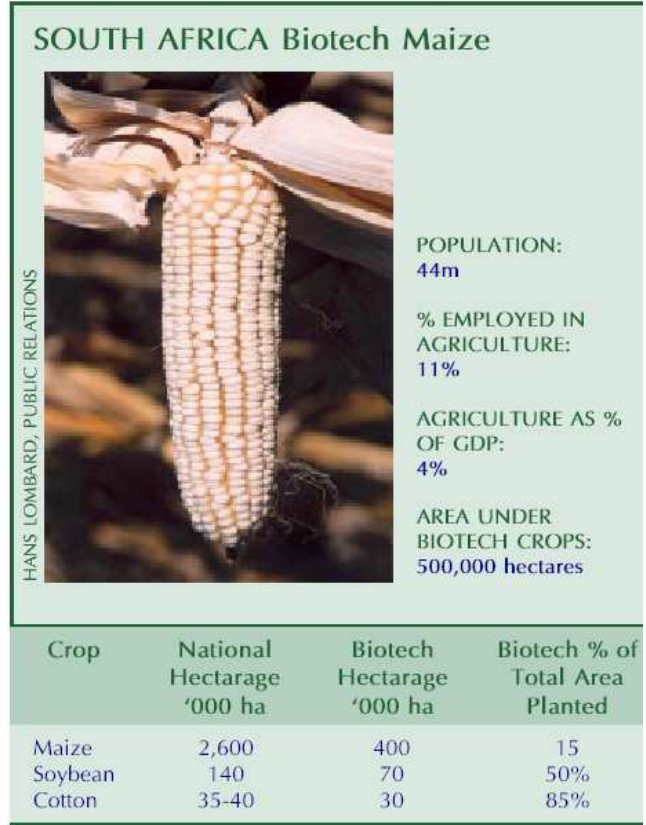 SOUTH AFRICA Biotech Maize
HANS LOMBARD, PUBLIC RELATIONS
POPULATION:
44m
% EMPLOYED IN
AGRICULTURE:
11%
AGRICULTURE AS %
OF GDP:
4%
AREA UNDER
BIOTECH CROPS:
500,000 hectares
Crop National Biotech Biotech % of
Hectarage Hectarage Total Area
‘000 ha ‘000 ha Planted
Maize 2,600 400 15
Soybean 140 70 50%
Cotton 35-40 30 85%